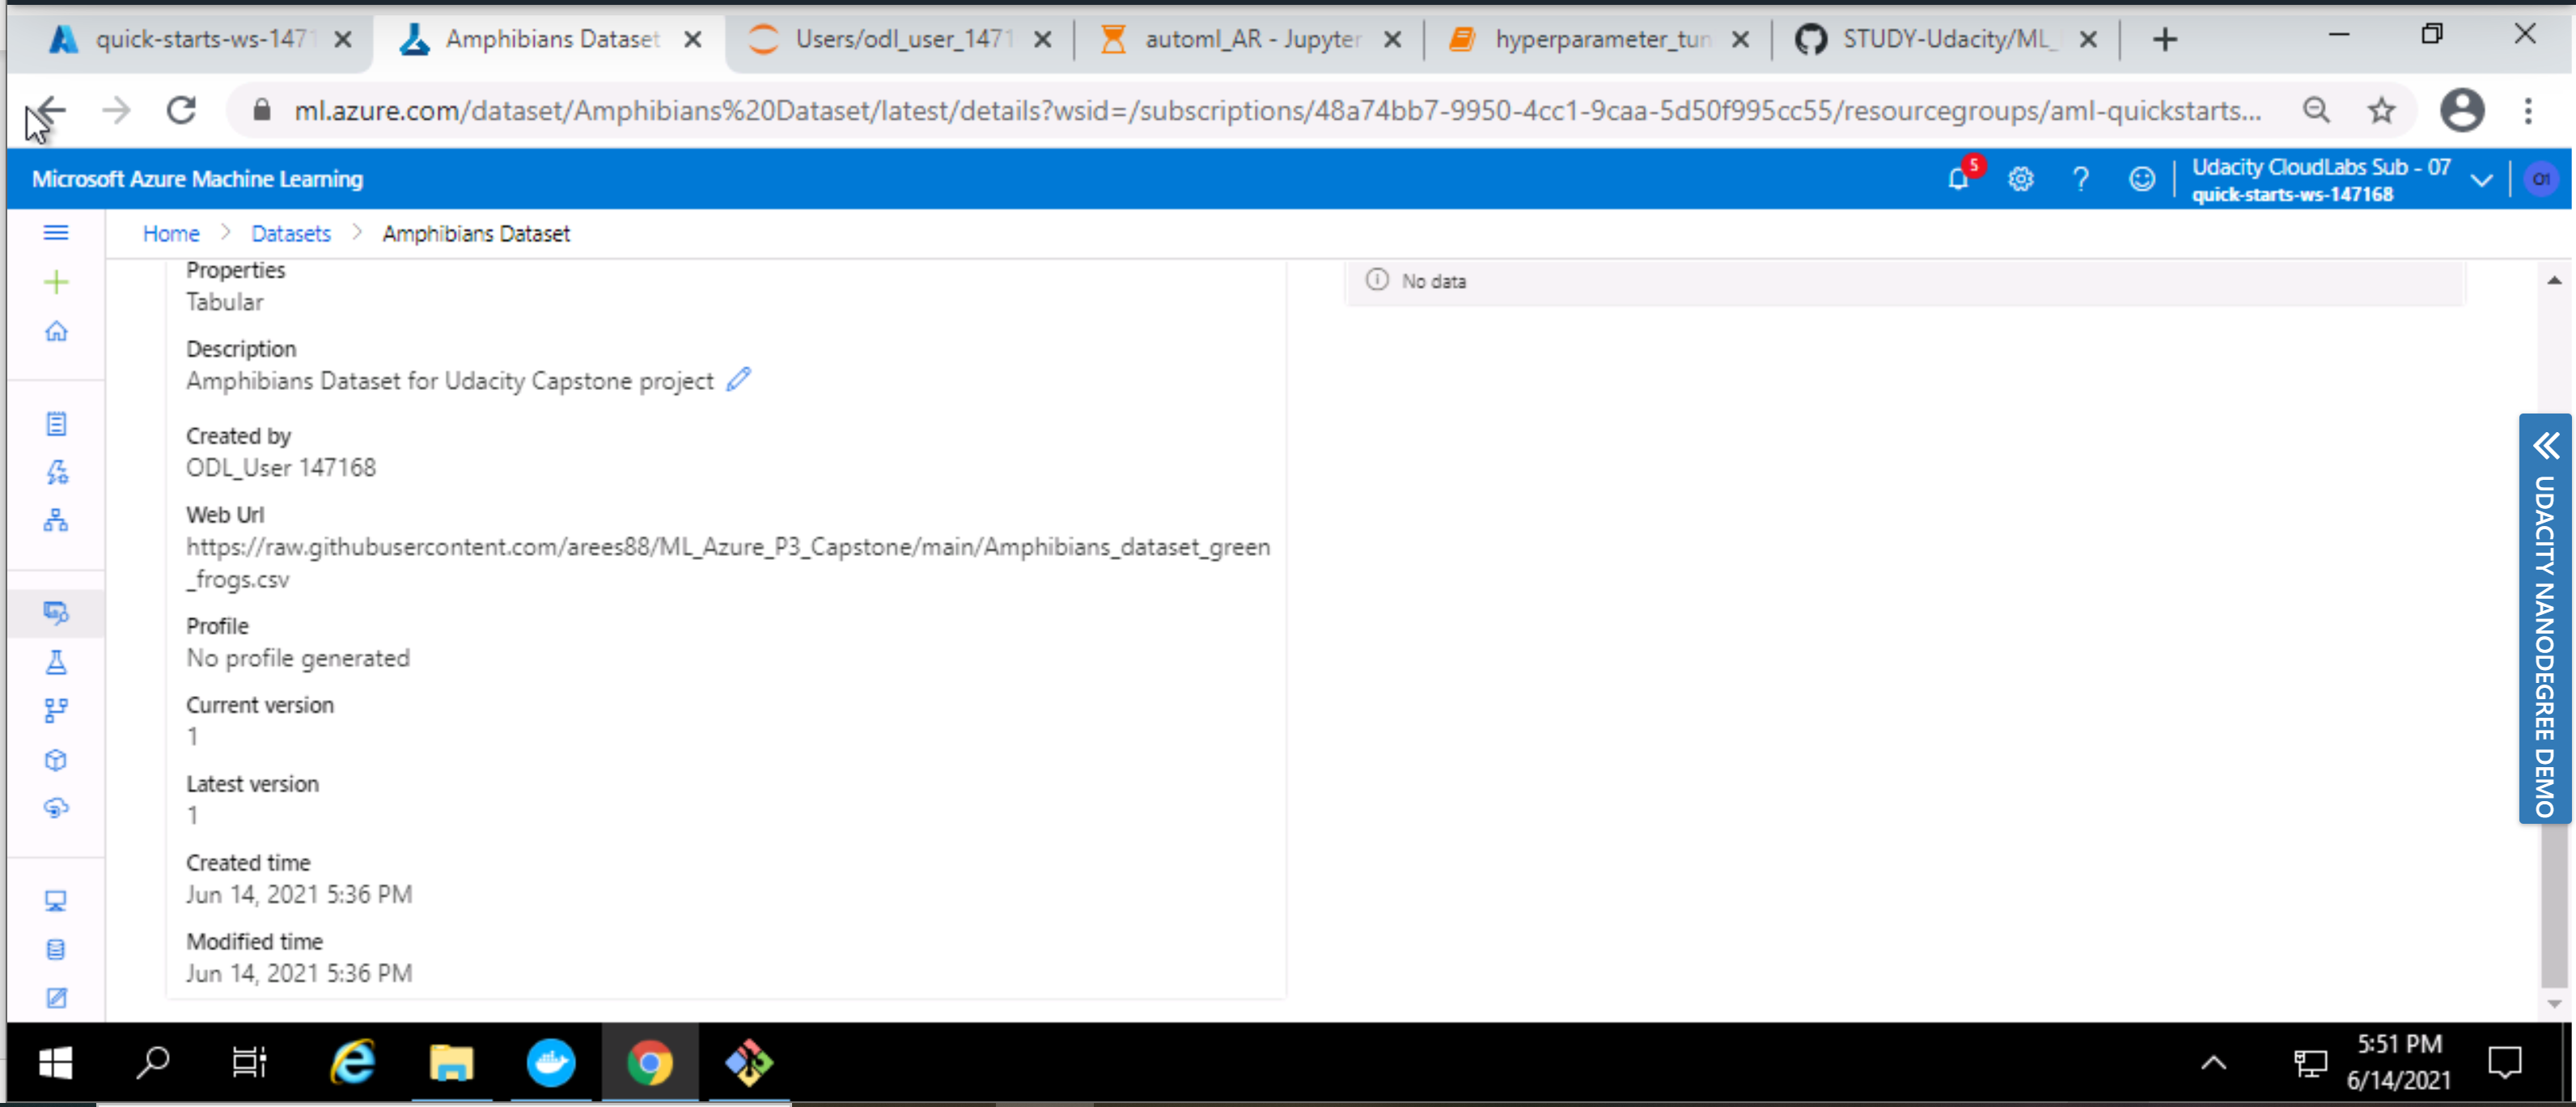 quick-starts-ws-1471
Amphibians Dataset
Users/odl_user_1471
automl_AR - Jupyter
hyperparameter_tun
STUDY-Udacity/ML_
ml.azure.com/dataset/Amphibians%20Dataset/latest/details?wsid=/subscriptions/48a74bb7-9950-4cc1-9caa-5d50f995cc55/resourcegroups/aml-quickstarts...
Microsoft Azure Machine Learning
5
?
Udacity CloudLabs Sub - 07
quick-starts-ws-147168
O1
Home > Datasets > Amphibians Dataset
Properties
Tabular
No data
Description
Amphibians Dataset for Udacity Capstone project
Created by
ODL_User 147168
Web Url
https://raw.githubusercontent.com/arees88/ML_Azure_P3_Capstone/main/Amphibians_dataset_green
_frogs.csv
Profile
No profile generated
Current version
1
Latest version
1
Created time
Jun 14, 2021 5:36 PM
Modified time
Jun 14, 2021 5:36 PM
UDACITY NANODEGREE DEMO
5:51 PM
6/14/2021